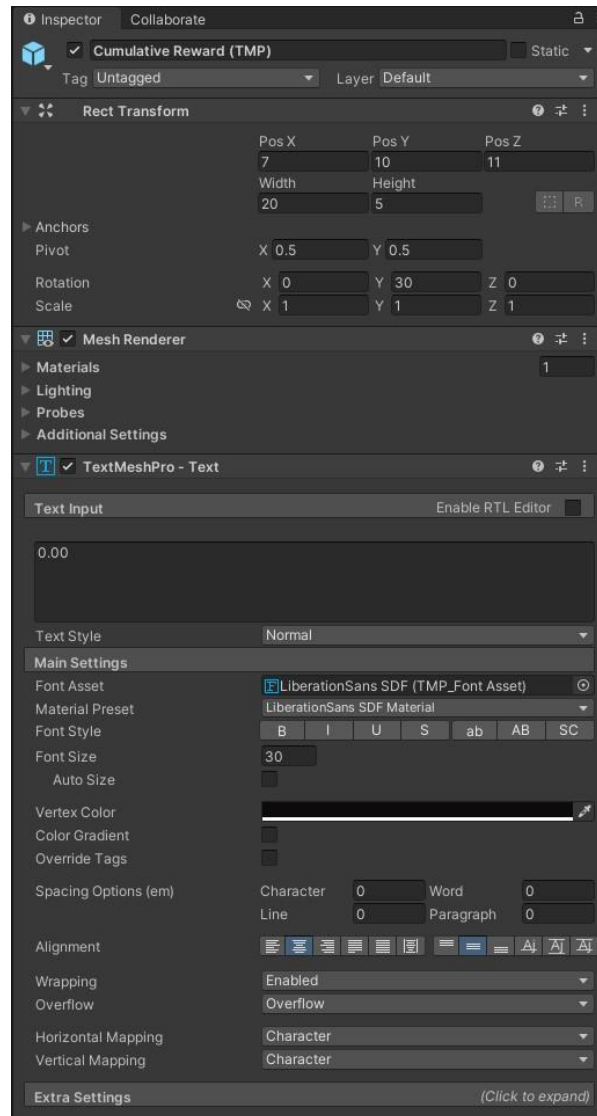 Inspector Collaborate
Cumulative Reward (TMP) Static
Tag Untagged Layer Default
Rect Transform
Pos X Pos Y Pos Z
7 10 11
Width Height
20 5 R
Anchors
Pivot X 0.5 Y 0.5
Rotation X 0 Y 30 Z 0
Scale X 1 Y 1 Z 1
Mesh Renderer
Materials 1
Lighting
Probes
Additional Settings
TextMeshPro - Text
Text Input Enable RTL Editor
0.00
Text Style Normal
Main Settings
Font Asset LiberationSans SDF (TMP_Font Asset)
Material Preset LiberationSans SDF Material
Font Style B I U S ab AB SC
Font Size 30
Auto Size
Vertex Color
Color Gradient
Override Tags
Spacing Options (em) Character 0 Word 0
Line 0 Paragraph 0
Alignment
Wrapping Enabled
Overflow Overflow
Horizontal Mapping Character
Vertical Mapping Character
Extra Settings (Click to expand)